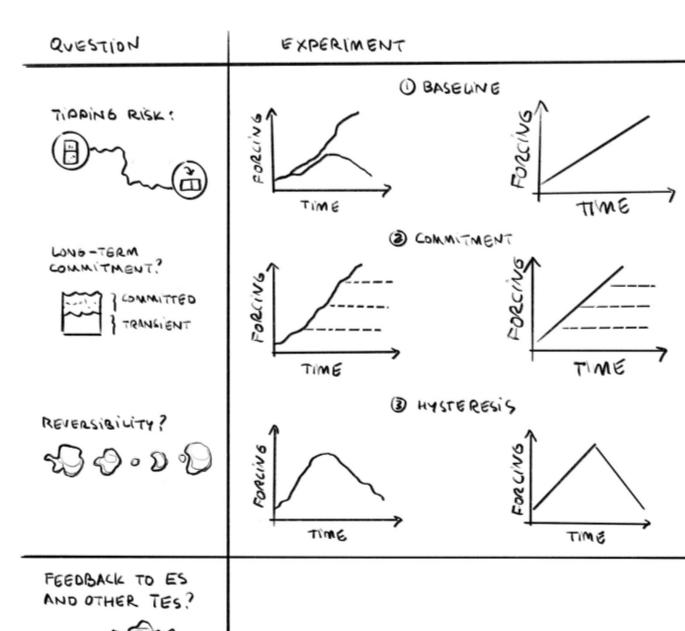 QUESTION
EXPERIMENT
① BASELINE
TIPPING RISK?
FORCING
TIME
FORCING
TIME
② COMMITMENT
LONG-TERM
COMMITMENT?
} COMMITTED
} TRANSIENT
FORCING
TIME
FORCING
TIME
③ HYSTERESIS
REVERSIBILITY?
FORCING
TIME
FORCING
TIME
FEEDBACK TO ES
AND OTHER TES?